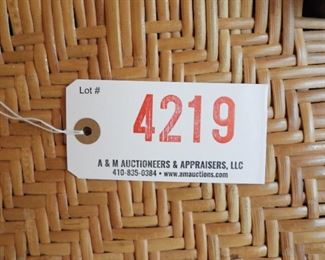 Lot #
4219
A & M AUCTIONEERS & APPRAISERS, LLC
410-835-0384 • www.amauctions.com